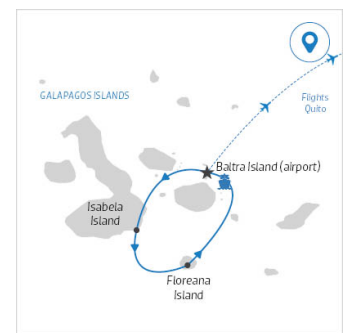 GALAPAGOS ISLANDS
Flights
Quito
Baltra Island (airport)
Isabela
Island
Floreana
Island